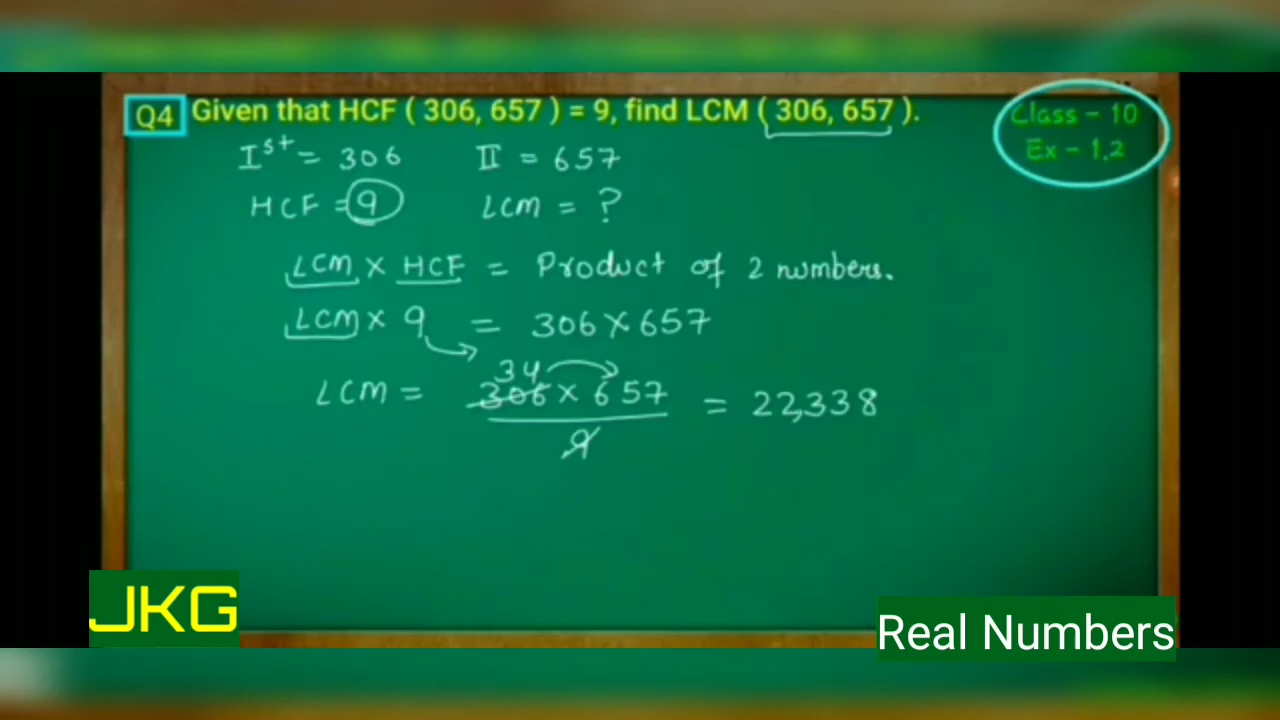 Q4 Given that HCF ( 306, 657 ) = 9, find LCM ( 306, 657 ).
Class - 10
Ex - 1.2
Ist = 306 II = 657
HCF = 9 LCM = ?
LCM × HCF = Product of 2 numbers.
LCM × 9 = 306 × 657
34
LCM = 306 × 657 = 22,338
9
JKG
Real Numbers